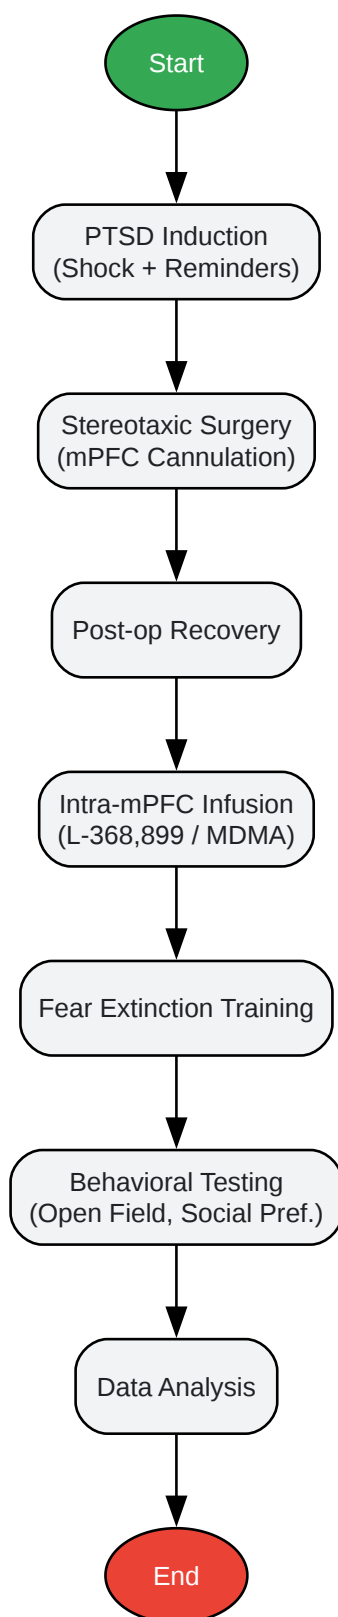 Start
PTSD Induction
(Shock + Reminders)
Stereotaxic Surgery
(mPFC Cannulation)
Post-op Recovery
Intra-mPFC Infusion
(L-368,899 / MDMA)
Fear Extinction Training
Behavioral Testing
(Open Field, Social Pref.)
Data Analysis
End